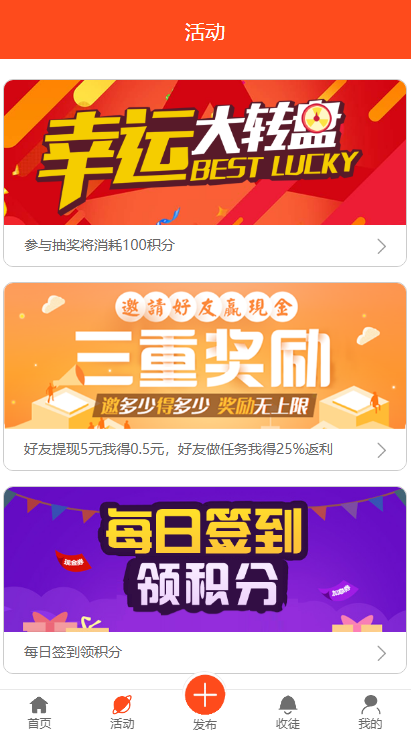 活动
幸运大转盘
BEST LUCKY
参与抽奖将消耗100积分
邀請好友赢現金
三重奖励
邀多少得多少 奖励无上限
好友提现5元我得0.5元，好友做任务我得25%返利
每日签到
领积分
每日签到领积分
首页
活动
发布
收徒
我的